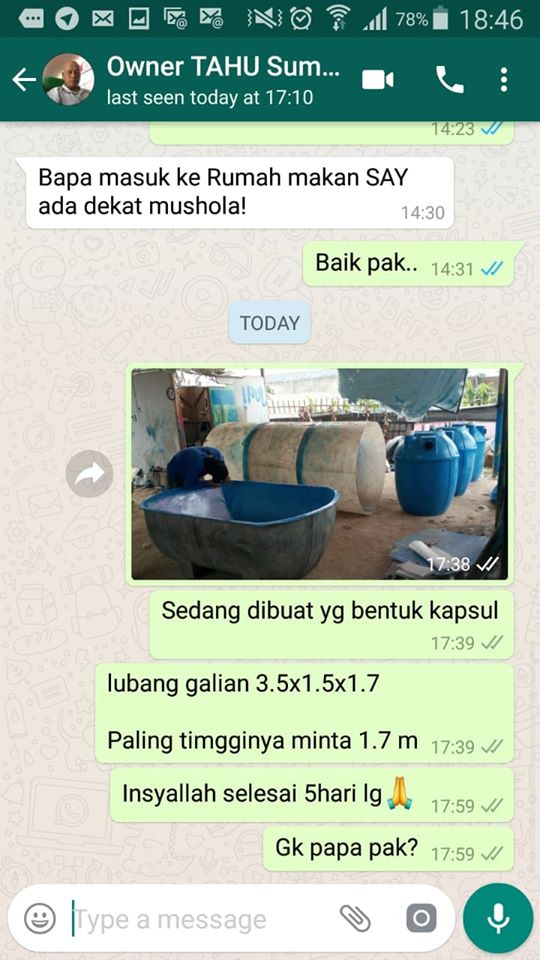 78% 18:46
Owner TAHU Sum...
last seen today at 17:10
14:23
Bapa masuk ke Rumah makan SAY
ada dekat mushola!
14:30
Baik pak.. 14:31
TODAY
17:38
Sedang dibuat yg bentuk kapsul
17:39
lubang galian 3.5x1.5x1.7
Paling timgginya minta 1.7 m 17:39
Insyallah selesai 5hari lg🙏 17:59
Gk papa pak? 17:59
Type a message